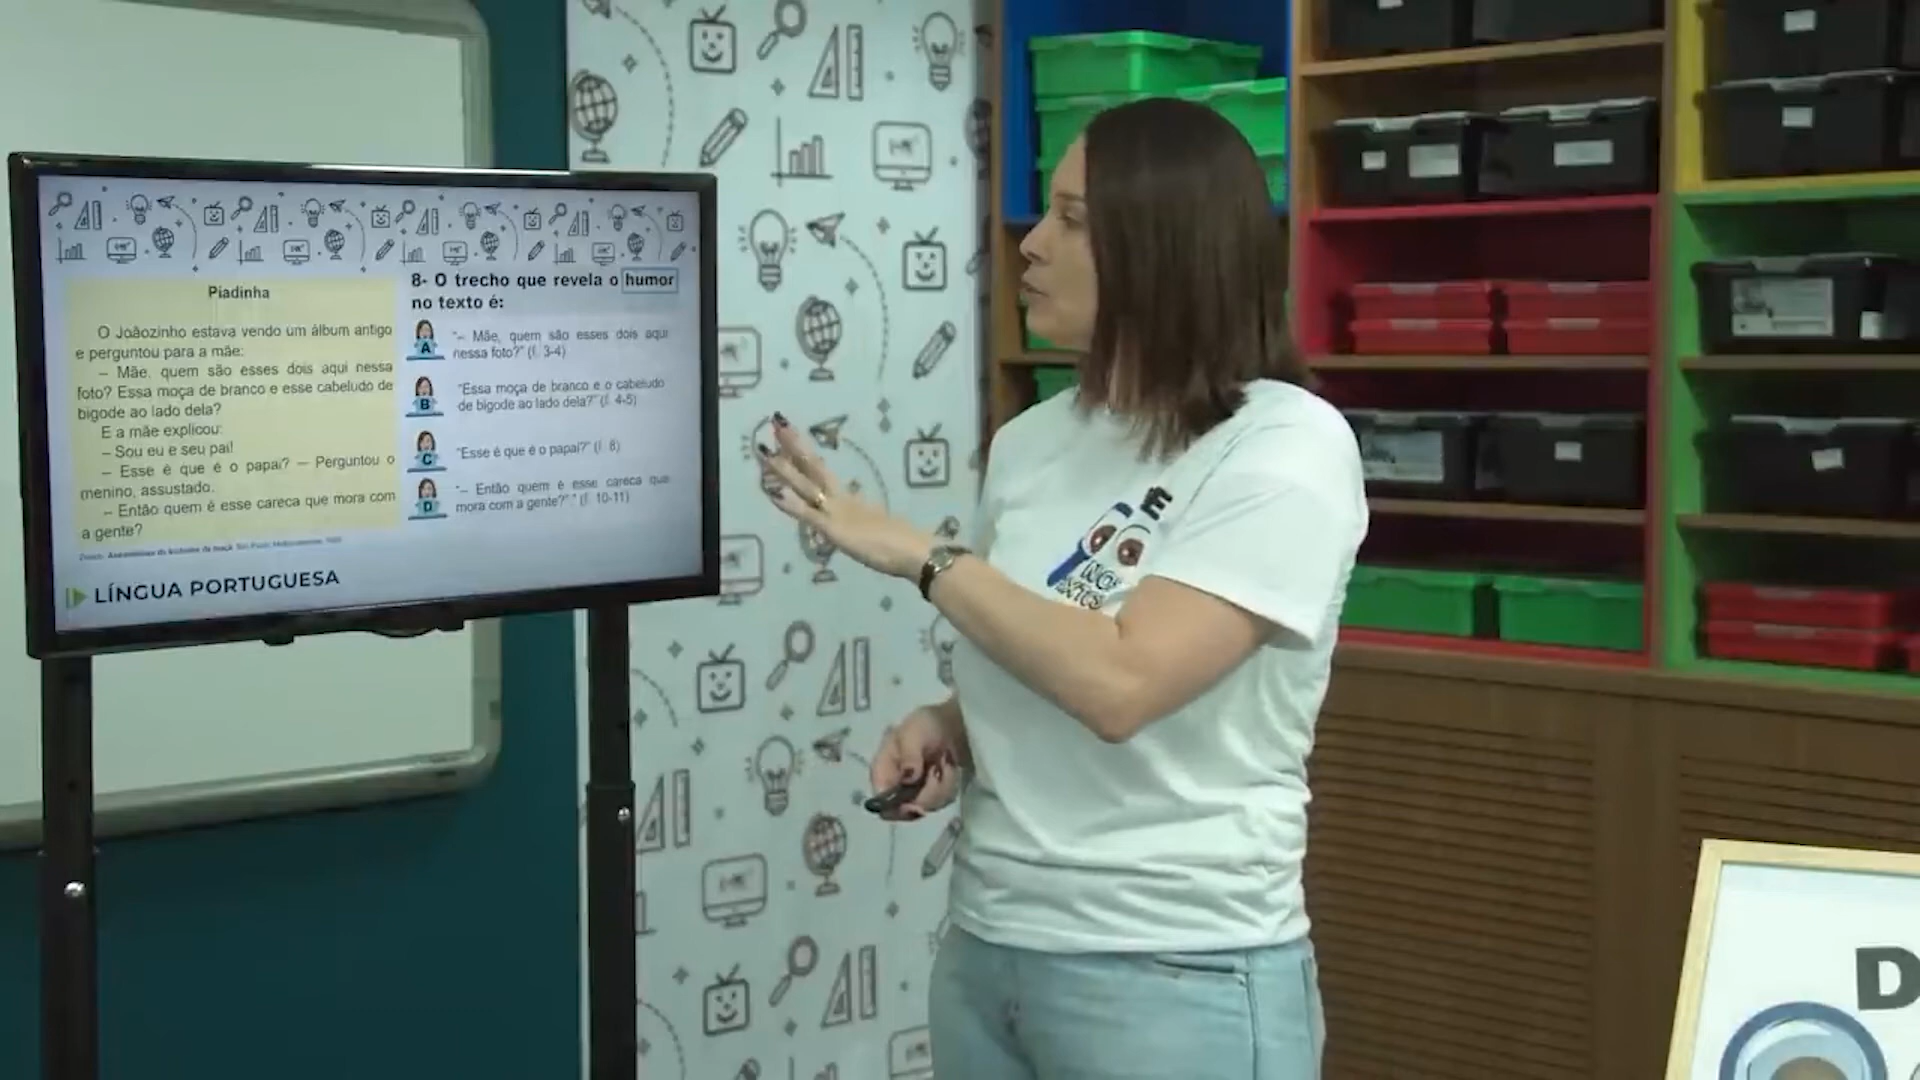 Piadinha
O Joãozinho estava vendo um álbum antigo
e perguntou para a mãe:
– Mãe, quem são esses dois aqui nessa
foto? Essa moça de branco e esse cabeludo de
bigode ao lado dela?
E a mãe explicou:
– Sou eu e seu pai!
– Esse é que é o papai? — Perguntou o
menino, assustado.
– Então quem é esse careca que mora com
a gente?
LÍNGUA PORTUGUESA
8- O trecho que revela o humor
no texto é:
A
"– Mãe, quem são esses dois aqui
nessa foto?" (l. 3-4)
B
"Essa moça de branco e o cabeludo
de bigode ao lado dela?" (l. 4-5)
C
"Esse é que é o papai?" (l. 8)
D
"– Então quem é esse careca que
mora com a gente?" " (l. 10-11)
É
D